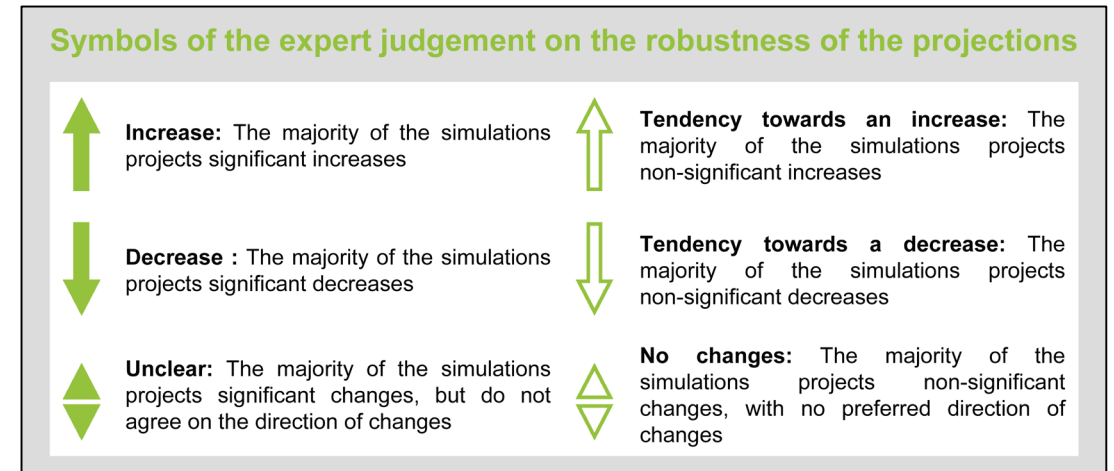 Symbols of the expert judgement on the robustness of the projections
Increase: The majority of the simulations
projects significant increases
Tendency towards an increase: The
majority of the simulations projects
non-significant increases
Decrease : The majority of the simulations
projects significant decreases
Tendency towards a decrease: The
majority of the simulations projects
non-significant decreases
Unclear: The majority of the simulations
projects significant changes, but do not
agree on the direction of changes
No changes: The majority of the
simulations projects non-significant
changes, with no preferred direction of
changes